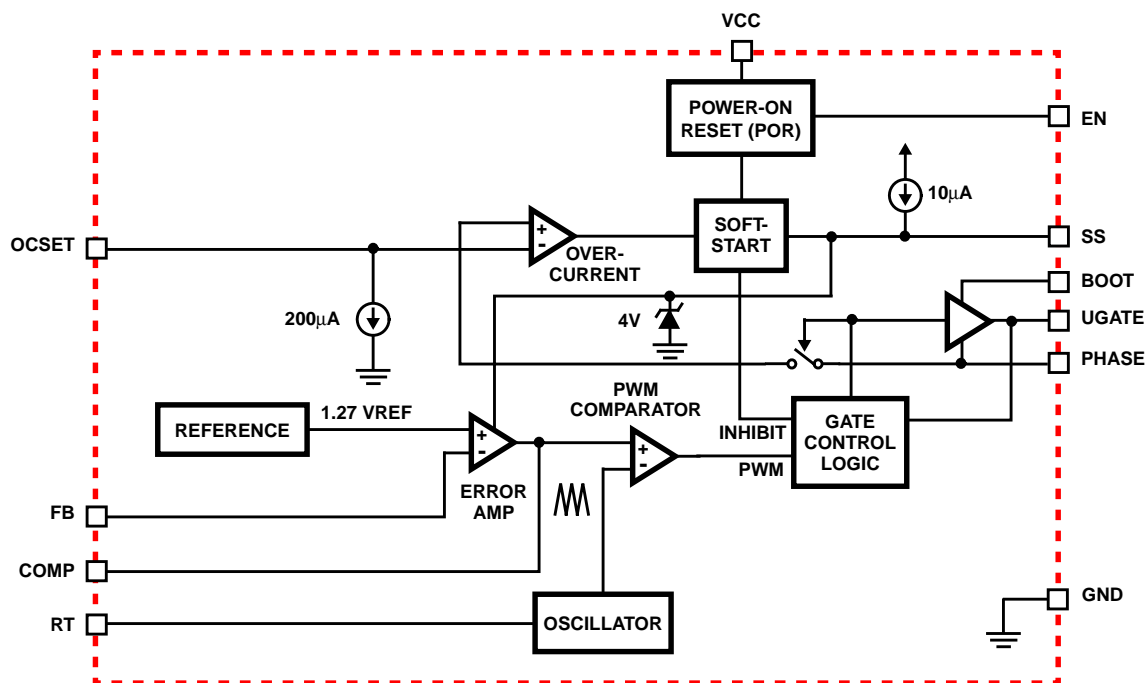 VCC
POWER-ON
RESET (POR)
EN
10μA
OCSET
+
-
OVER-
CURRENT
SOFT-
START
SS
BOOT
200μA
4V
UGATE
PHASE
PWM
COMPARATOR
REFERENCE
1.27 VREF
+
-
+
-
INHIBIT
PWM
GATE
CONTROL
LOGIC
ERROR
AMP
FB
COMP
RT
OSCILLATOR
GND